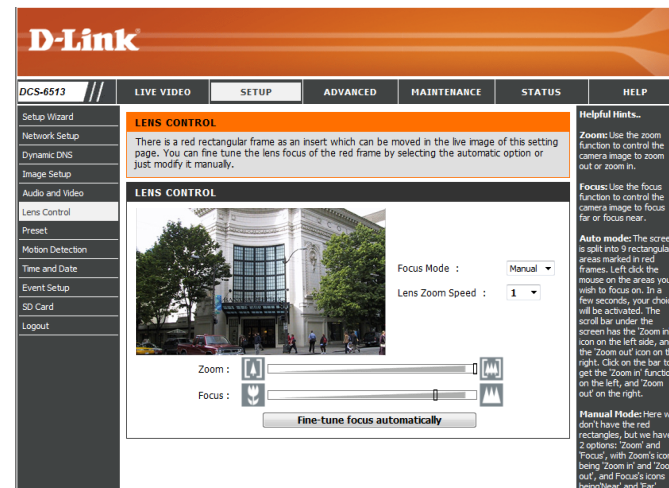 D-Link
DCS-6513
LIVE VIDEO
SETUP
ADVANCED
MAINTENANCE
STATUS
HELP
Setup Wizard
Network Setup
Dynamic DNS
Image Setup
Audio and Video
Lens Control
Preset
Motion Detection
Time and Date
Event Setup
SD Card
Logout
LENS CONTROL
There is a red rectangular frame as an insert which can be moved in the live image of this setting
page. You can fine tune the lens focus of the red frame by selecting the automatic option or
just modify it manually.
LENS CONTROL
Focus Mode :
Manual
Lens Zoom Speed :
1
Zoom :
Focus :
Fine-tune focus automatically
Helpful Hints..
Zoom: Use the zoom
function to control the
camera image to zoom
out or zoom in.
Focus: Use the focus
function to control the
camera image to focus
far or focus near.
Auto mode: The scree
is split into 9 rectangula
areas marked in red
frames. Left click the
mouse on the areas you
wish to focus on. In a
few seconds, your choic
will be activated. The
scroll bar under the
screen has the 'Zoom in
icon on the left side, an
the 'Zoom out' icon on th
right. Click on the bar to
get the 'Zoom in' functio
on the left, and 'Zoom
out' on the right.
Manual Mode: Here w
don't have the red
rectangles, but we have
2 options: 'Zoom' and
'Focus', with Zoom's icon
being 'Zoom in' and 'Zoo
out', and Focus's icons
being'Near' and 'Far'